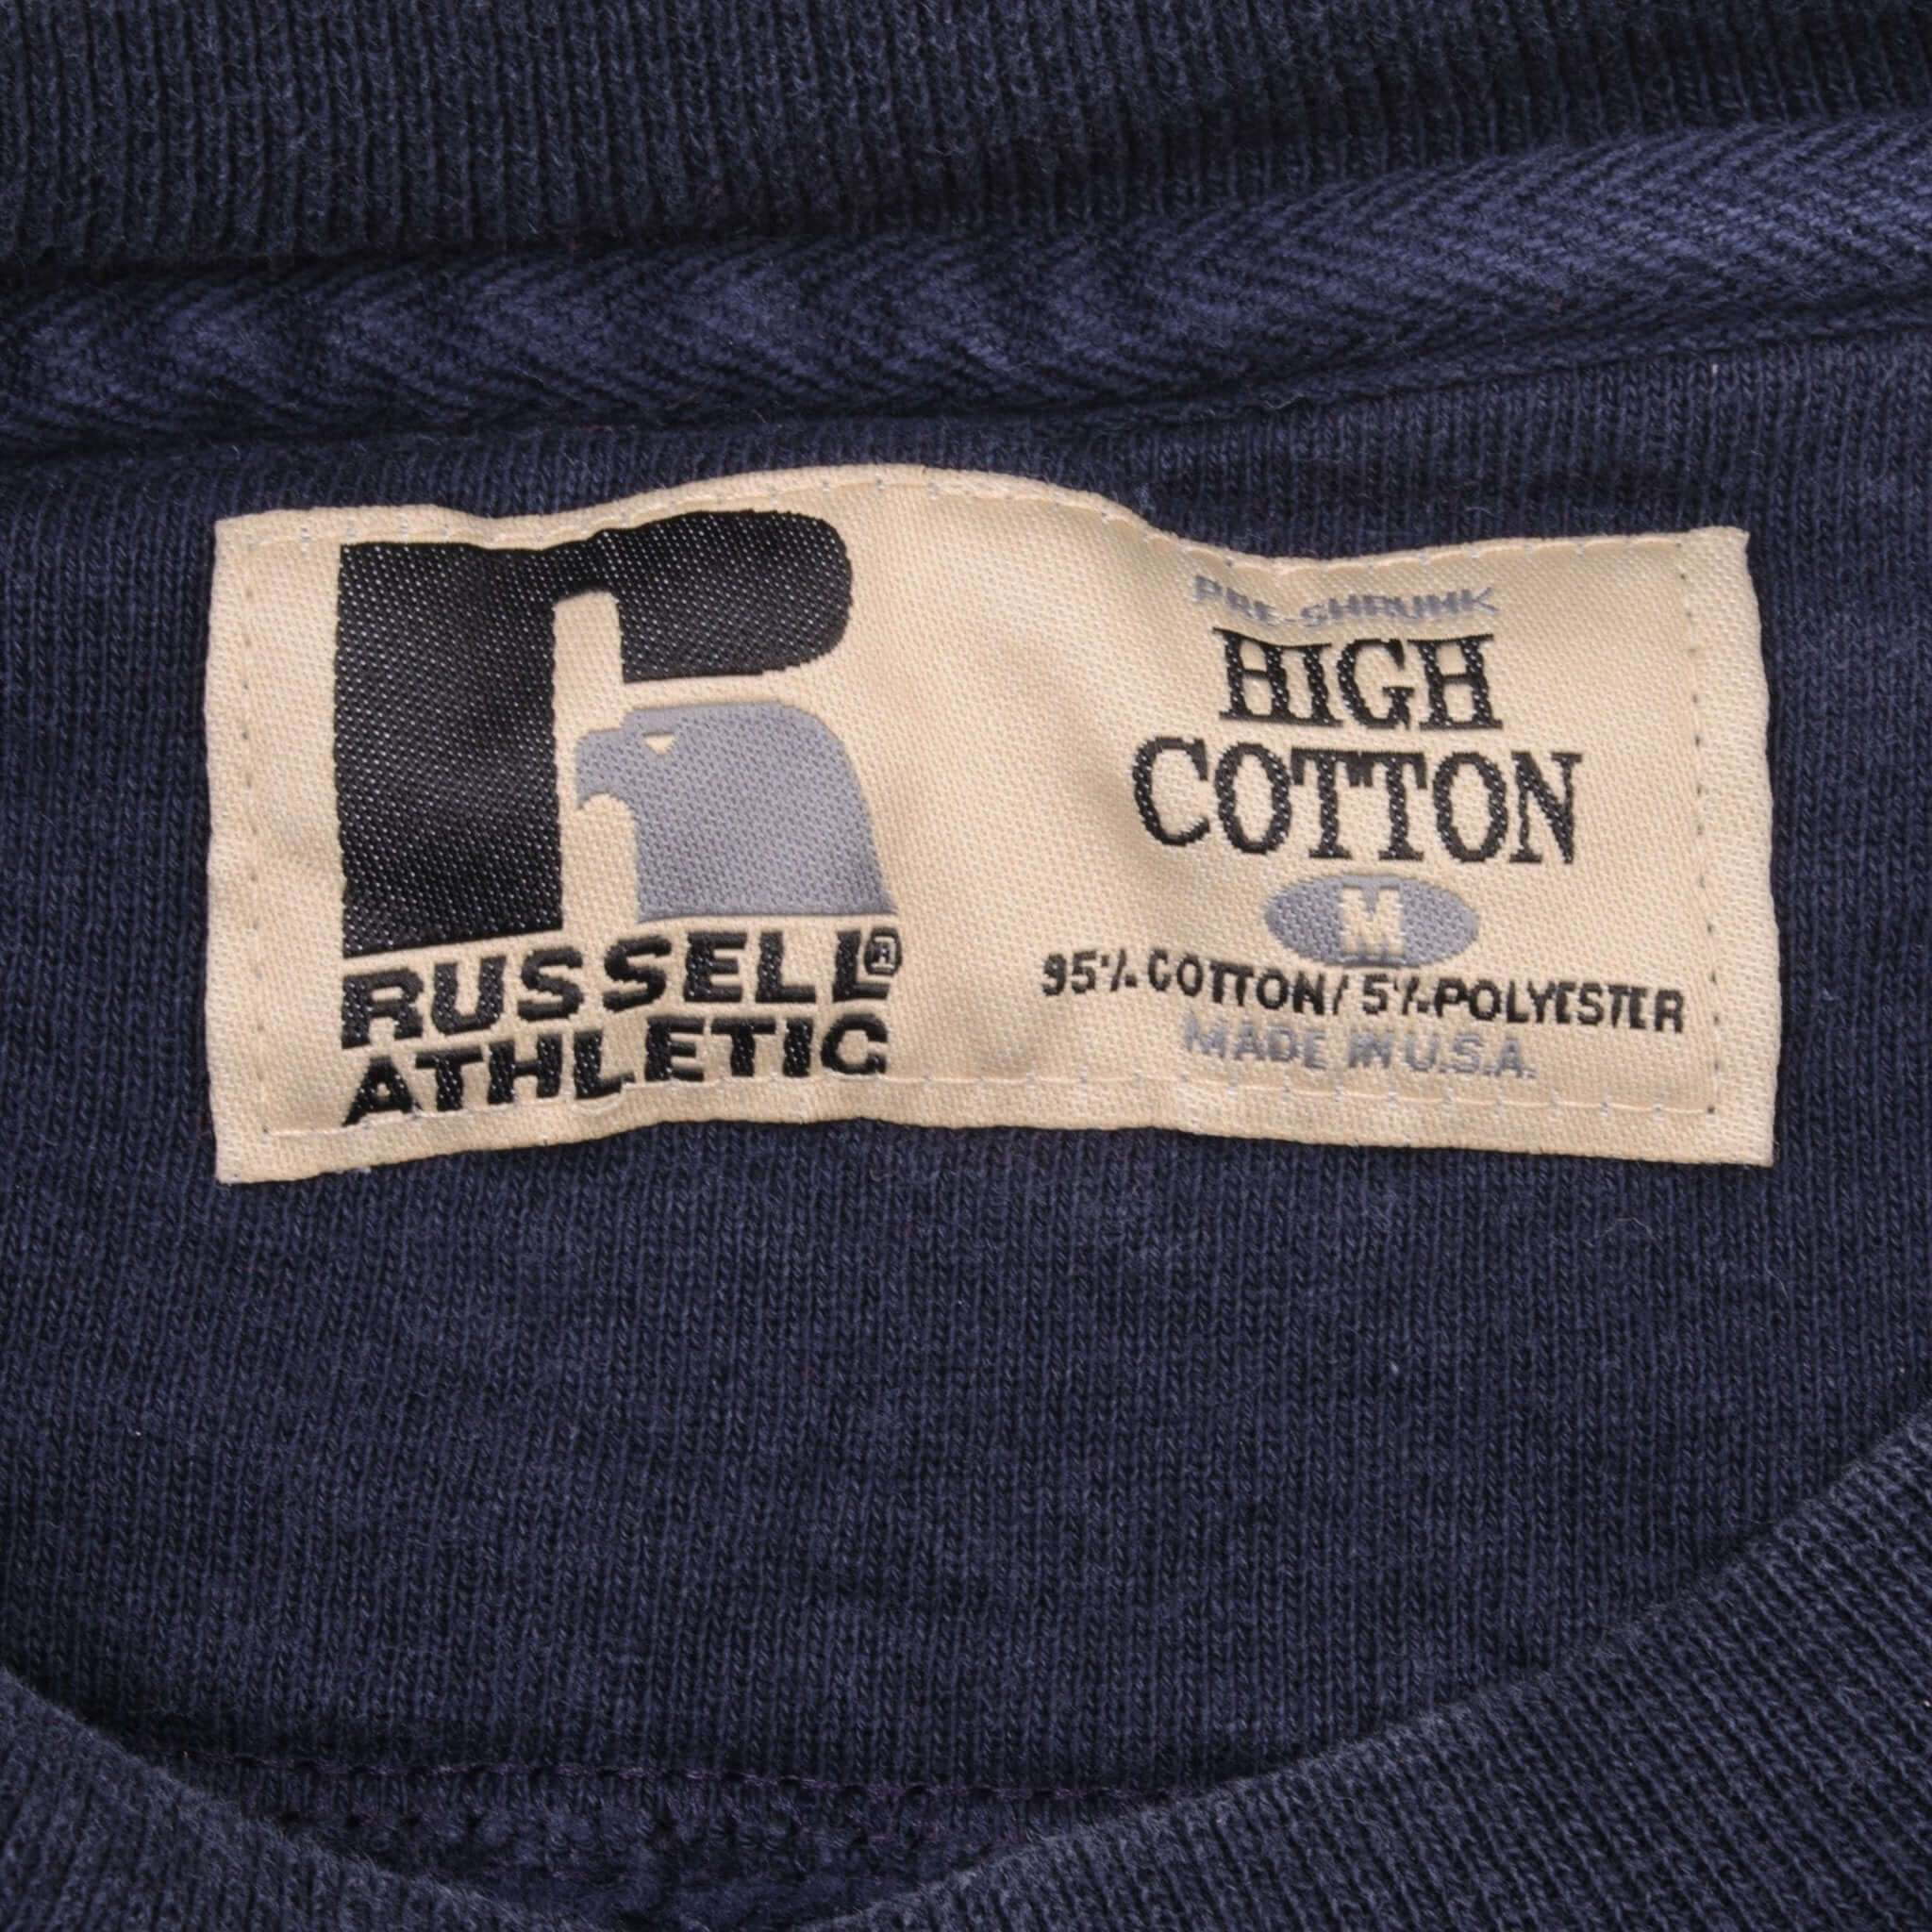 RUSSELL®
ATHLETIC
PRE-SHRUNK
HIGH
COTTON
M
95% COTTON/5% POLYESTER
MADE IN U.S.A.